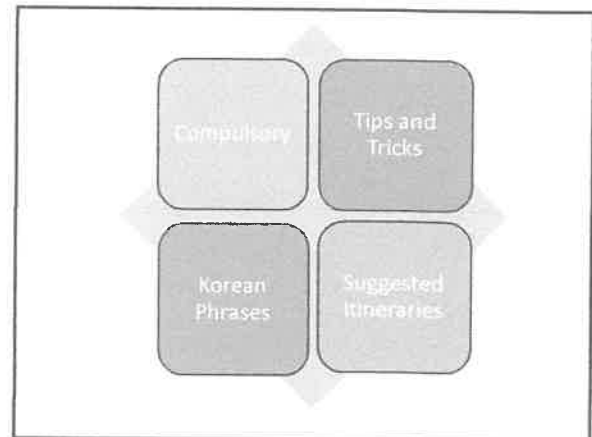 Compulsory
Tips and
Tricks
Korean
Phrases
Suggested
Itineraries